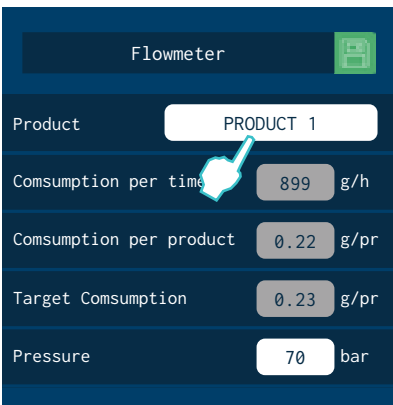 Flowmeter
Product PRODUCT 1
Comsumption per time 899 g/h
Comsumption per product 0.22 g/pr
Target Comsumption 0.23 g/pr
Pressure 70 bar